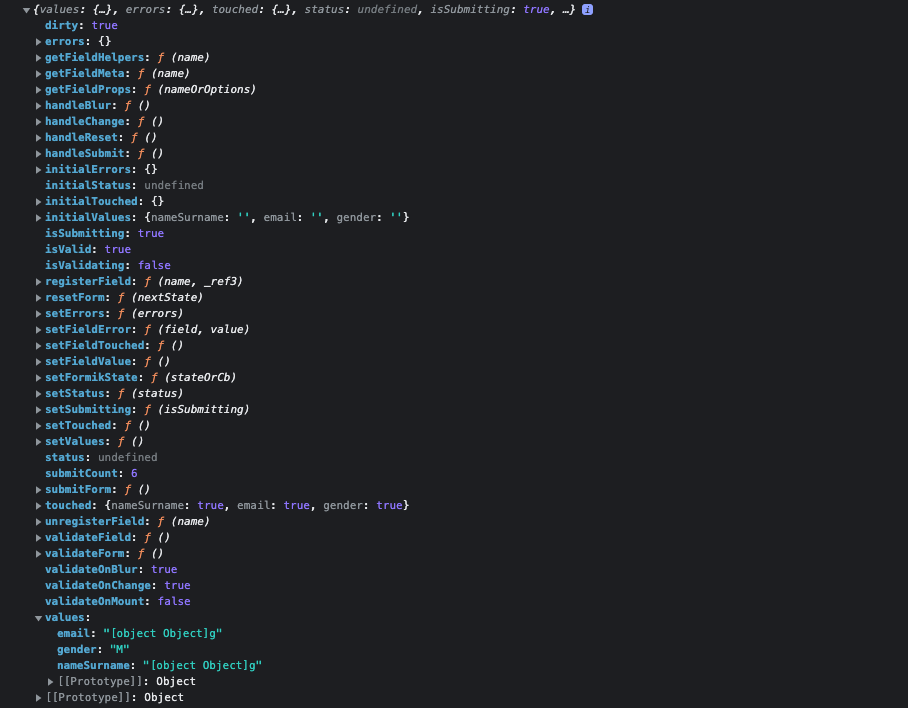 {values: {…}, errors: {…}, touched: {…}, status: undefined, isSubmitting: true, …} i
dirty: true
errors: {}
getFieldHelpers: ƒ (name)
getFieldMeta: ƒ (name)
getFieldProps: ƒ (nameOrOptions)
handleBlur: ƒ ()
handleChange: ƒ ()
handleReset: ƒ ()
handleSubmit: ƒ ()
initialErrors: {}
initialStatus: undefined
initialTouched: {}
initialValues: {nameSurname: '', email: '', gender: ''}
isSubmitting: true
isValid: true
isValidating: false
registerField: ƒ (name, _ref3)
resetForm: ƒ (nextState)
setErrors: ƒ (errors)
setFieldError: ƒ (field, value)
setFieldTouched: ƒ ()
setFieldValue: ƒ ()
setFormikState: ƒ (stateOrCb)
setStatus: ƒ (status)
setSubmitting: ƒ (isSubmitting)
setTouched: ƒ ()
setValues: ƒ ()
status: undefined
submitCount: 6
submitForm: ƒ ()
touched: {nameSurname: true, email: true, gender: true}
unregisterField: ƒ (name)
validateField: ƒ ()
validateForm: ƒ ()
validateOnBlur: true
validateOnChange: true
validateOnMount: false
values:
email: "[object Object]g"
gender: "M"
nameSurname: "[object Object]g"
[[Prototype]]: Object
[[Prototype]]: Object